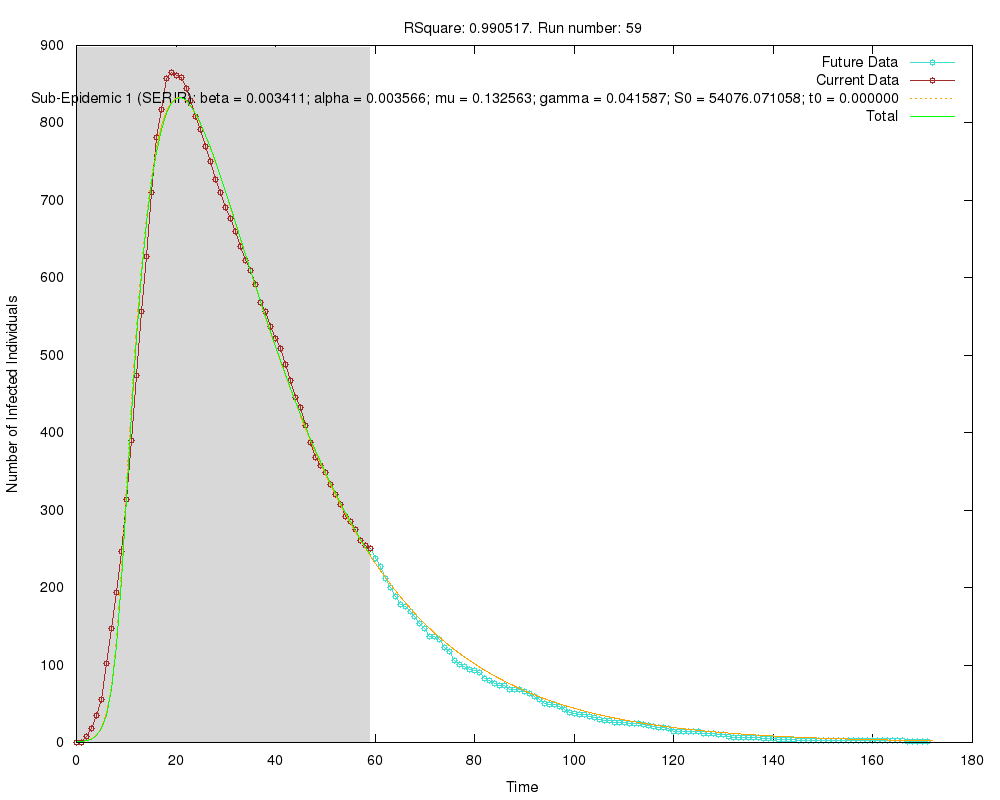 RSquare: 0.990517. Run number: 59
900
800
700
600
500
400
300
200
100
0
Number of Infected Individuals
Future Data
Current Data
Sub-Epidemic 1 (SERIR): beta = 0.003411; alpha = 0.003566; mu = 0.132563; gamma = 0.041587; S0 = 54076.071058; t0 = 0.000000
Total
0 20 40 60 80 100 120 140 160 180
Time